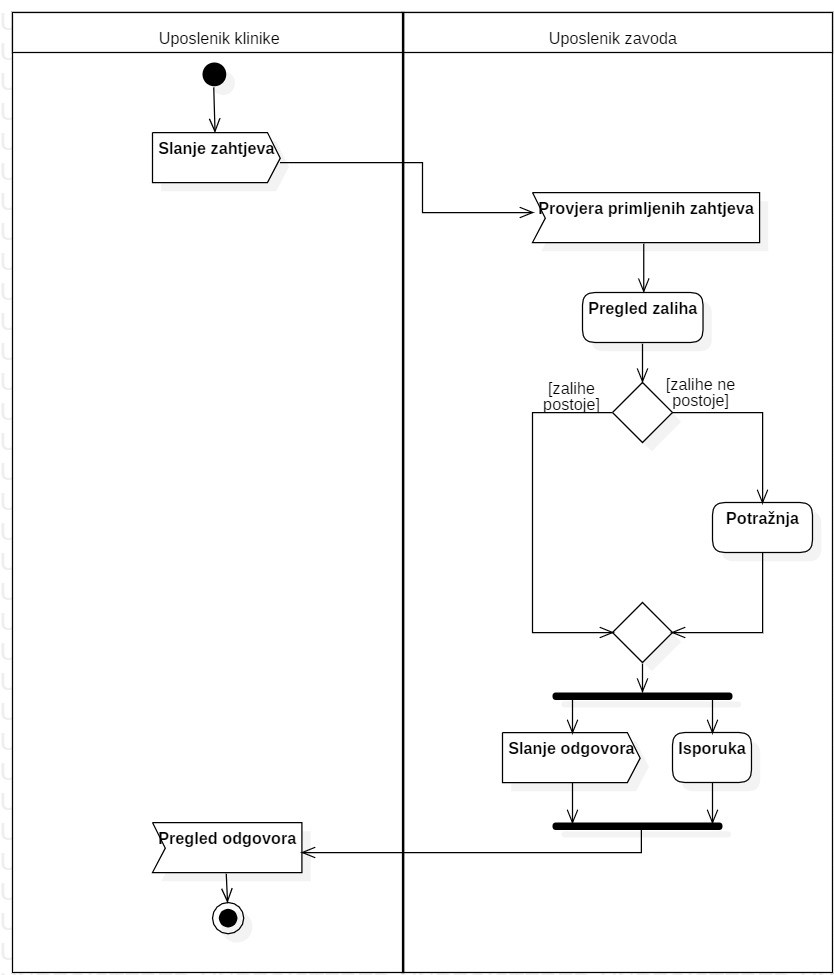 Uposlenik klinike
Uposlenik zavoda
Slanje zahtjeva
Provjera primljenih zahtjeva
Pregled zaliha
[zalihe
postoje]
[zalihe ne
postoje]
Potražnja
Slanje odgovora
Isporuka
Pregled odgovora